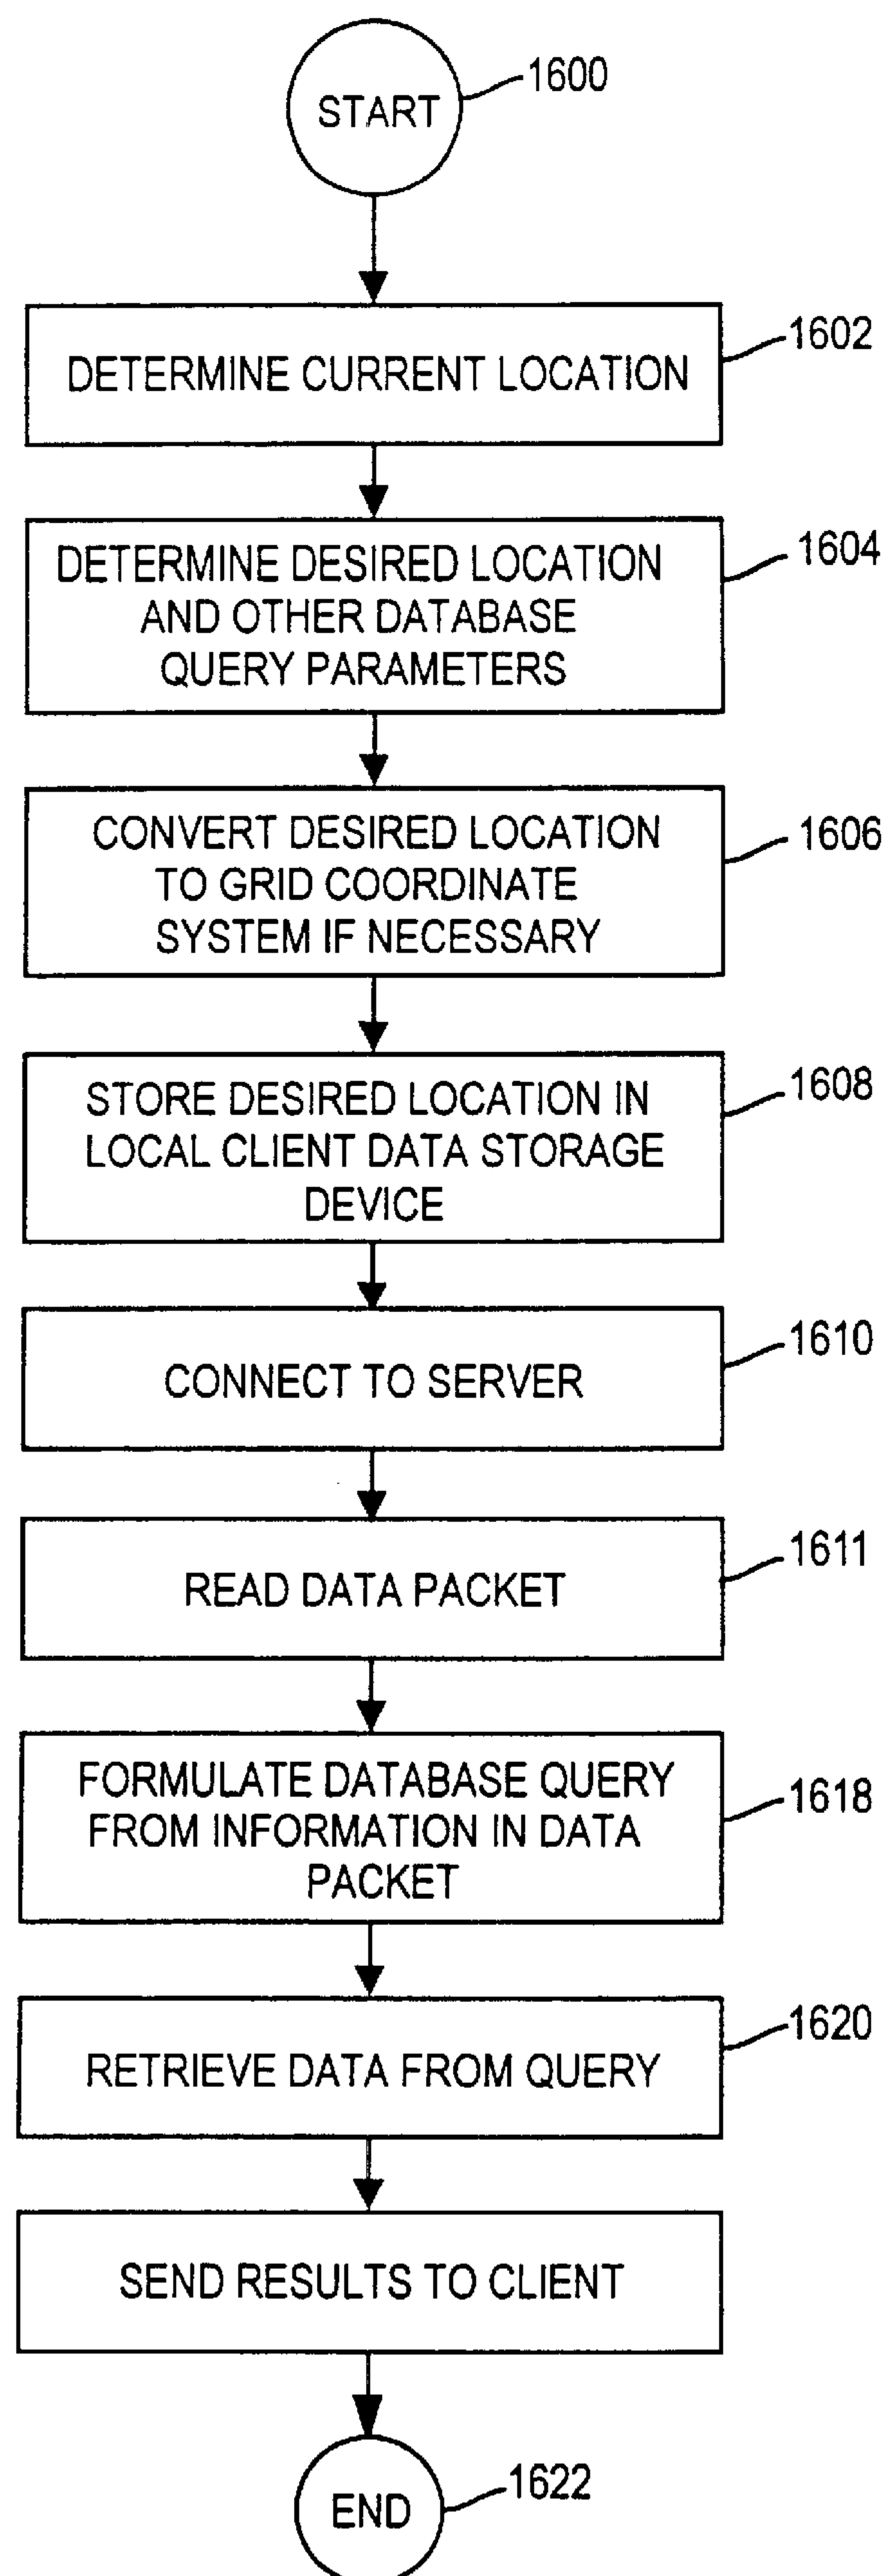 START
1600
DETERMINE CURRENT LOCATION
1602
DETERMINE DESIRED LOCATION
AND OTHER DATABASE
QUERY PARAMETERS
1604
CONVERT DESIRED LOCATION
TO GRID COORDINATE
SYSTEM IF NECESSARY
1606
STORE DESIRED LOCATION IN
LOCAL CLIENT DATA STORAGE
DEVICE
1608
CONNECT TO SERVER
1610
READ DATA PACKET
1611
FORMULATE DATABASE QUERY
FROM INFORMATION IN DATA
PACKET
1618
RETRIEVE DATA FROM QUERY
1620
SEND RESULTS TO CLIENT
END
1622